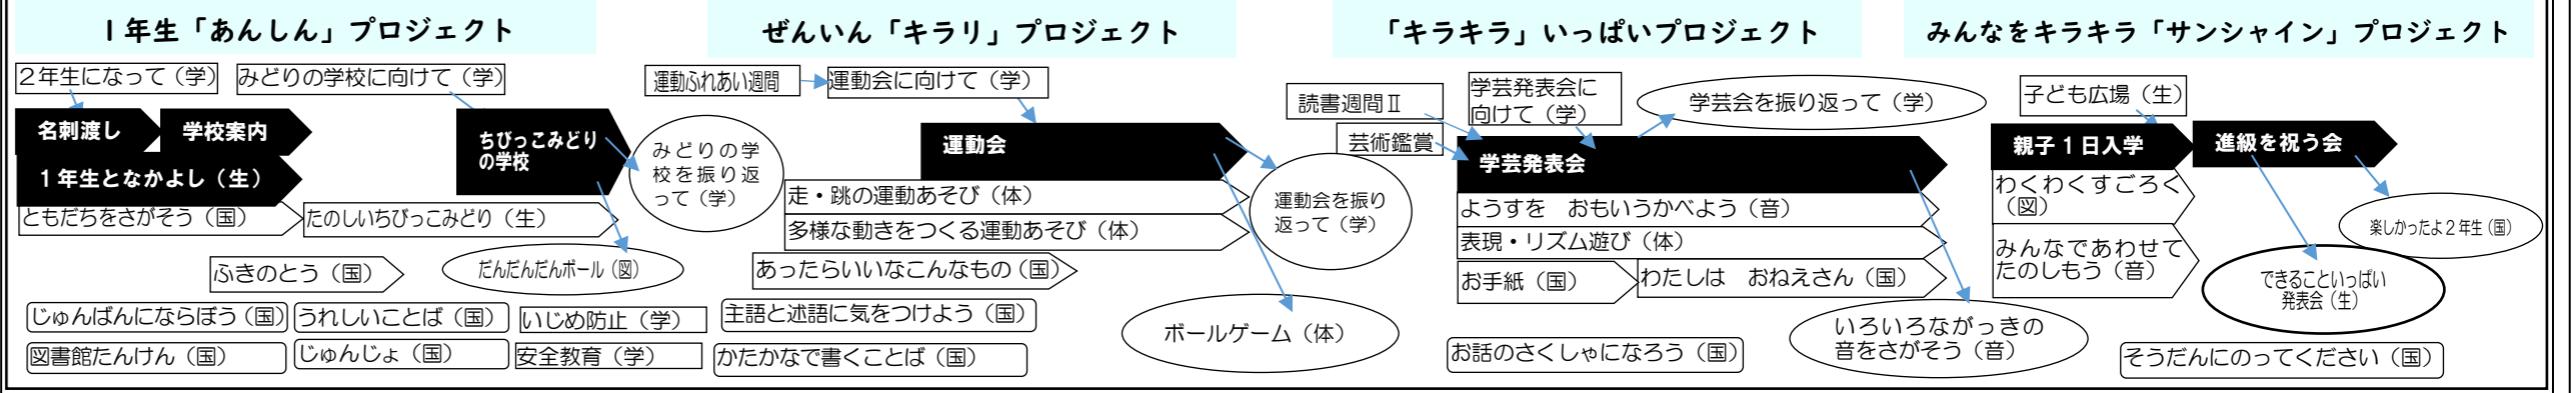 1年生「あんしん」プロジェクト
2年生になって（学）
みどりの学校に向けて（学）
名刺渡し
学校案内
1年生となかよし（生）
ちびっこみどり
の学校
みどりの学
校を振り返
って（学）
ともだちをさがそう（国）
たのしいちびっこみどり（生）
ふきのとう（国）
だんだんだんボール（図）
じゅんばんにならぼう（国）
うれしいことば（国）
いじめ防止（学）
図書館たんけん（国）
じゅんじょ（国）
安全教育（学）
ぜんいん「キラリ」プロジェクト
運動ふれあい週間
運動会に向けて（学）
運動会
走・跳の運動あそび（体）
多様な動きをつくる運動あそび（体）
運動会を振り
返って（学）
あったらいいなこんなもの（国）
主語と述語に気をつけよう（国）
かたかなで書くことば（国）
ボールゲーム（体）
「キラキラ」いっぱいプロジェクト
読書週間Ⅱ
芸術鑑賞
学芸発表会に
向けて（学）
学芸会を振り返って（学）
学芸発表会
ようすを　おもいうかべよう（音）
表現・リズム遊び（体）
お手紙（国）
わたしは　おねえさん（国）
お話のさくしゃになろう（国）
いろいろながっきの
音をさがそう（音）
みんなをキラキラ「サンシャイン」プロジェクト
子ども広場（生）
親子1日入学
進級を祝う会
わくわくすごろく
（図）
みんなであわせて
たのしもう（音）
楽しかったよ2年生（国）
できることいっぱい
発表会（生）
そうだんにのってください（国）